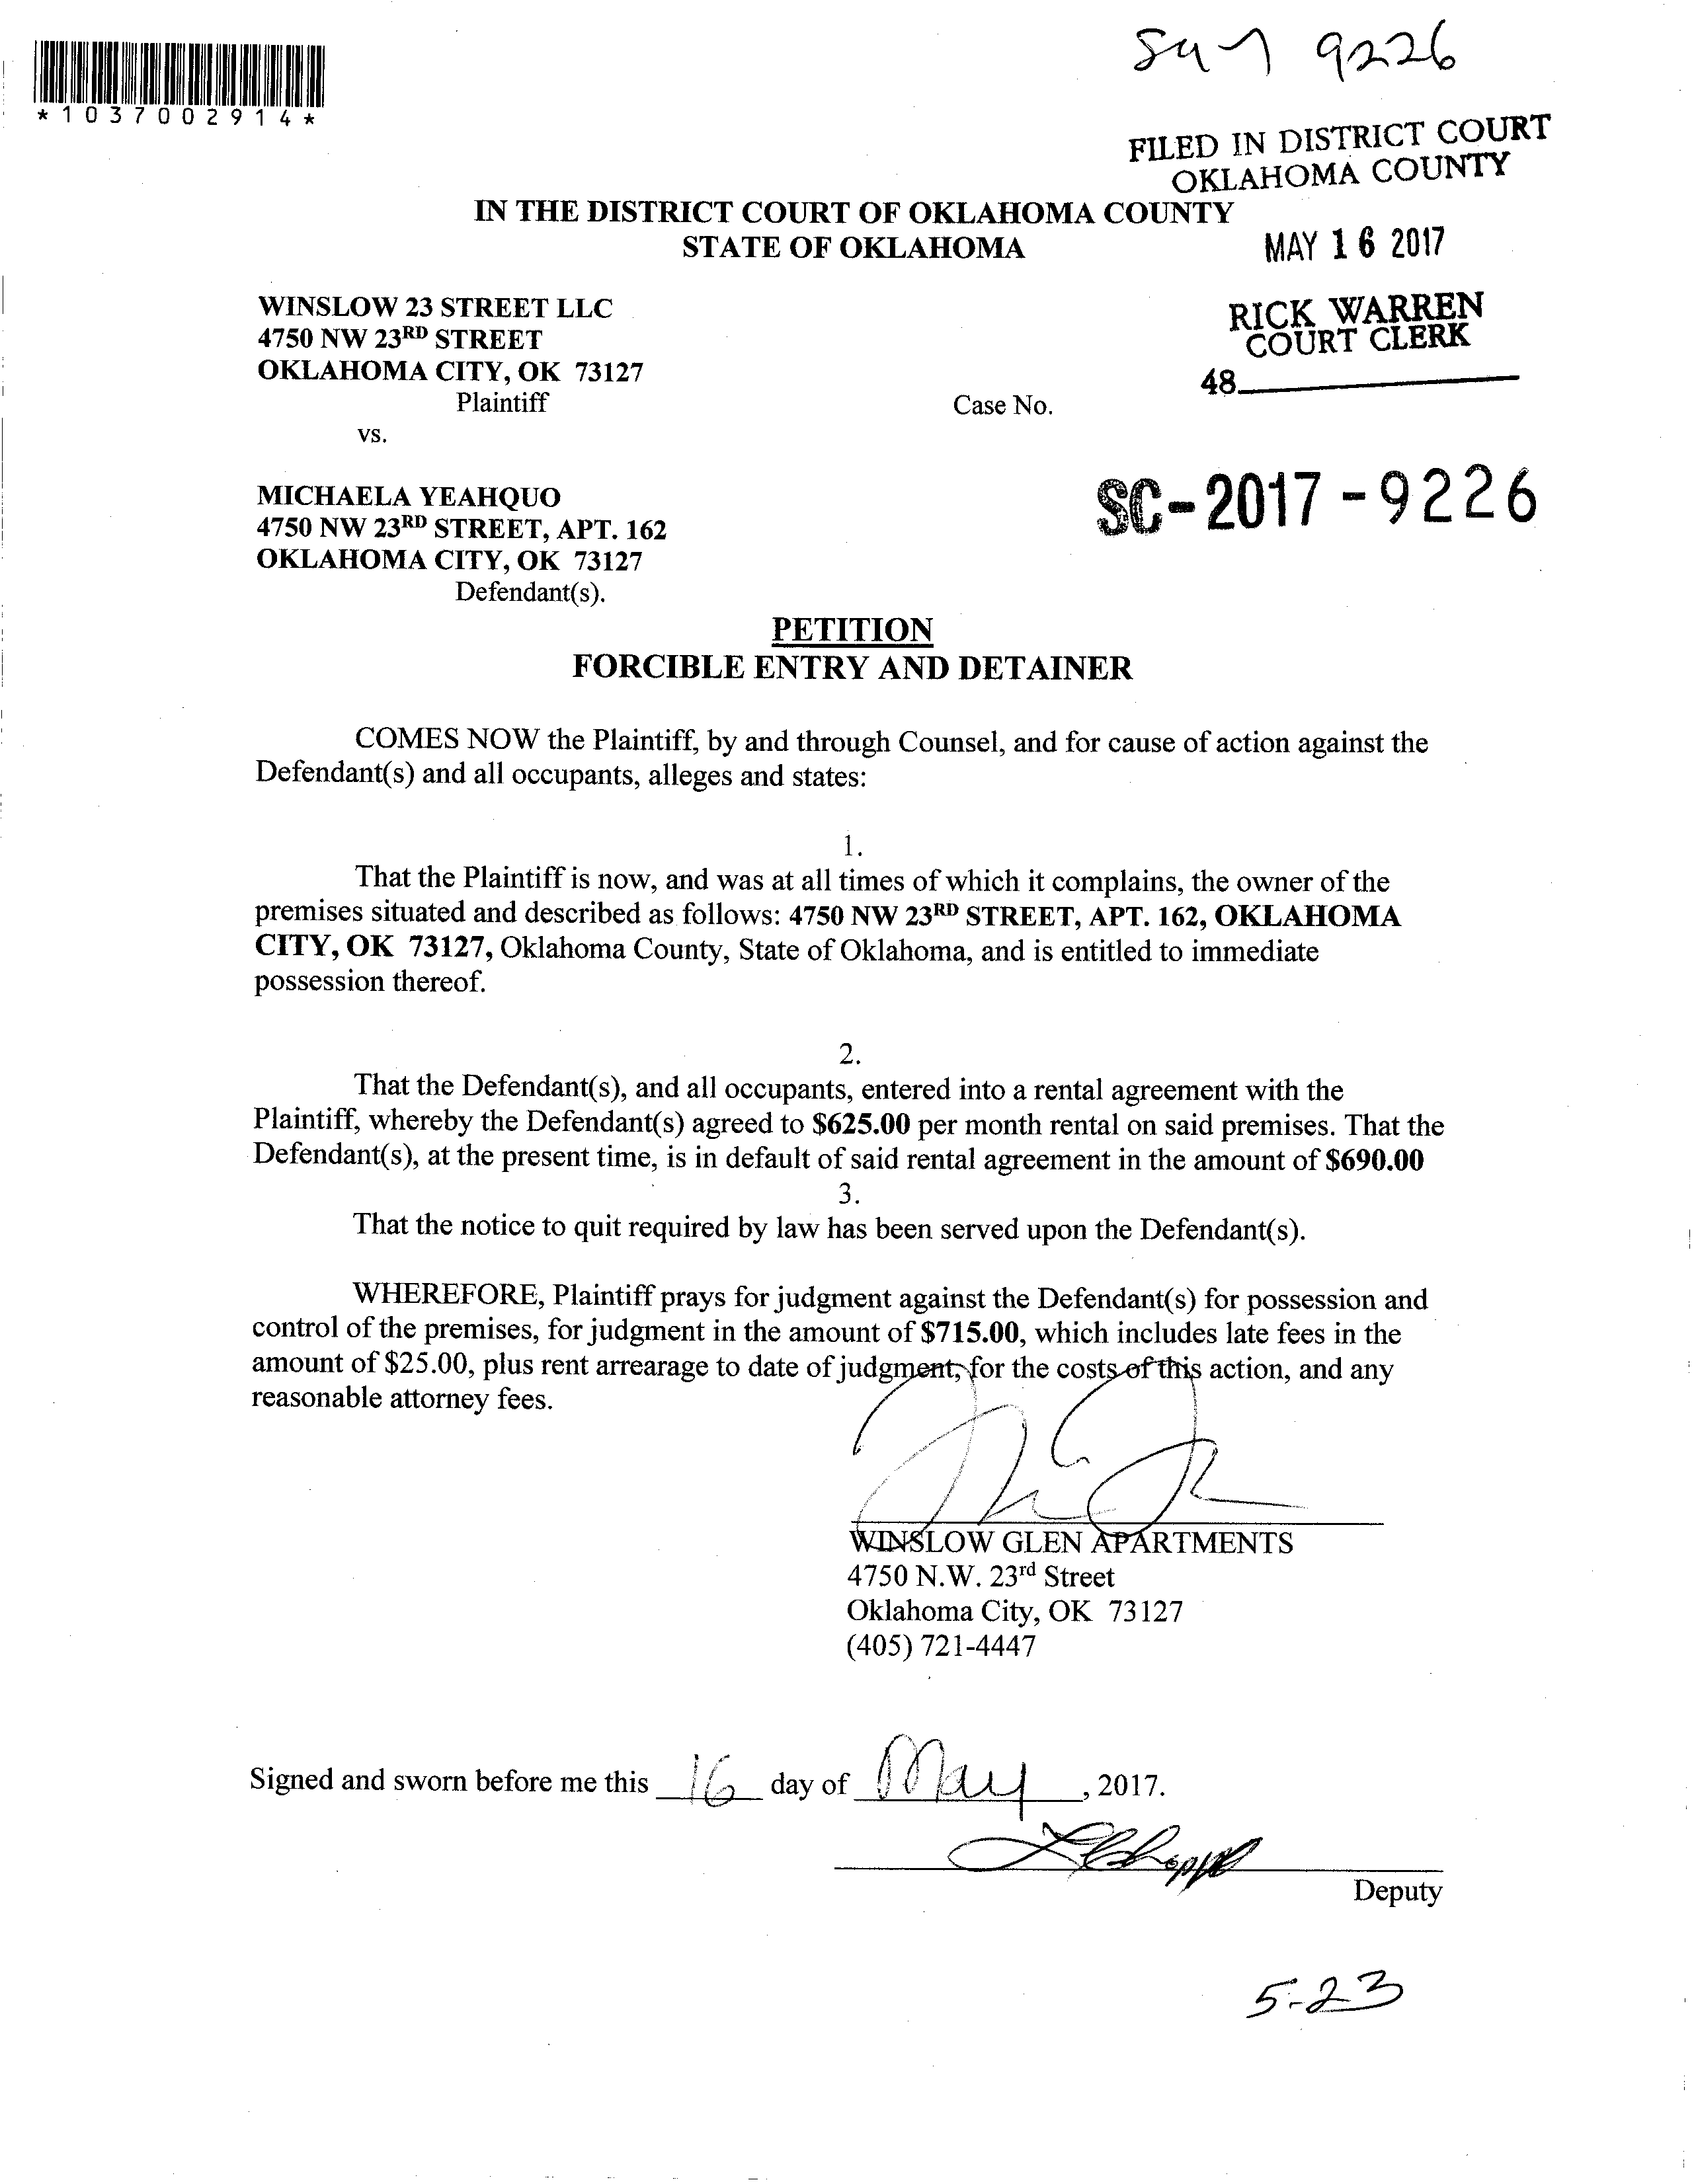 9226
*1037002914*
FILED IN DISTRICT COURT
OKLAHOMA COUNTY
IN THE DISTRICT COURT OF OKLAHOMA COUNTY
STATE OF OKLAHOMA
MAY 16 2017
WINSLOW 23 STREET LLC
4750 NW 23RD STREET
OKLAHOMA CITY, OK 73127
Plaintiff
RICK WARREN
COURT CLERK
48
Case No.
vs.
SC-2017-9226
MICHAELA YEAHQUO
4750 NW 23RD STREET, APT. 162
OKLAHOMA CITY, OK 73127
Defendant(s).
PETITION
FORCIBLE ENTRY AND DETAINER
COMES NOW the Plaintiff, by and through Counsel, and for cause of action against the
Defendant(s) and all occupants, alleges and states:
1.
That the Plaintiff is now, and was at all times of which it complains, the owner of the
premises situated and described as follows: 4750 NW 23RD STREET, APT. 162, OKLAHOMA
CITY, OK 73127, Oklahoma County, State of Oklahoma, and is entitled to immediate
possession thereof.
2.
That the Defendant(s), and all occupants, entered into a rental agreement with the
Plaintiff, whereby the Defendant(s) agreed to $625.00 per month rental on said premises. That the
Defendant(s), at the present time, is in default of said rental agreement in the amount of $690.00
3.
That the notice to quit required by law has been served upon the Defendant(s).
WHEREFORE, Plaintiff prays for judgment against the Defendant(s) for possession and
control of the premises, for judgment in the amount of $715.00, which includes late fees in the
amount of $25.00, plus rent arrearage to date of judgment, for the costs of this action, and any
reasonable attorney fees.
WINSLOW GLEN APARTMENTS
4750 N.W. 23rd Street
Oklahoma City, OK 73127
(405) 721-4447
Signed and sworn before me this 16 day of May, 2017.
Deputy
5-23